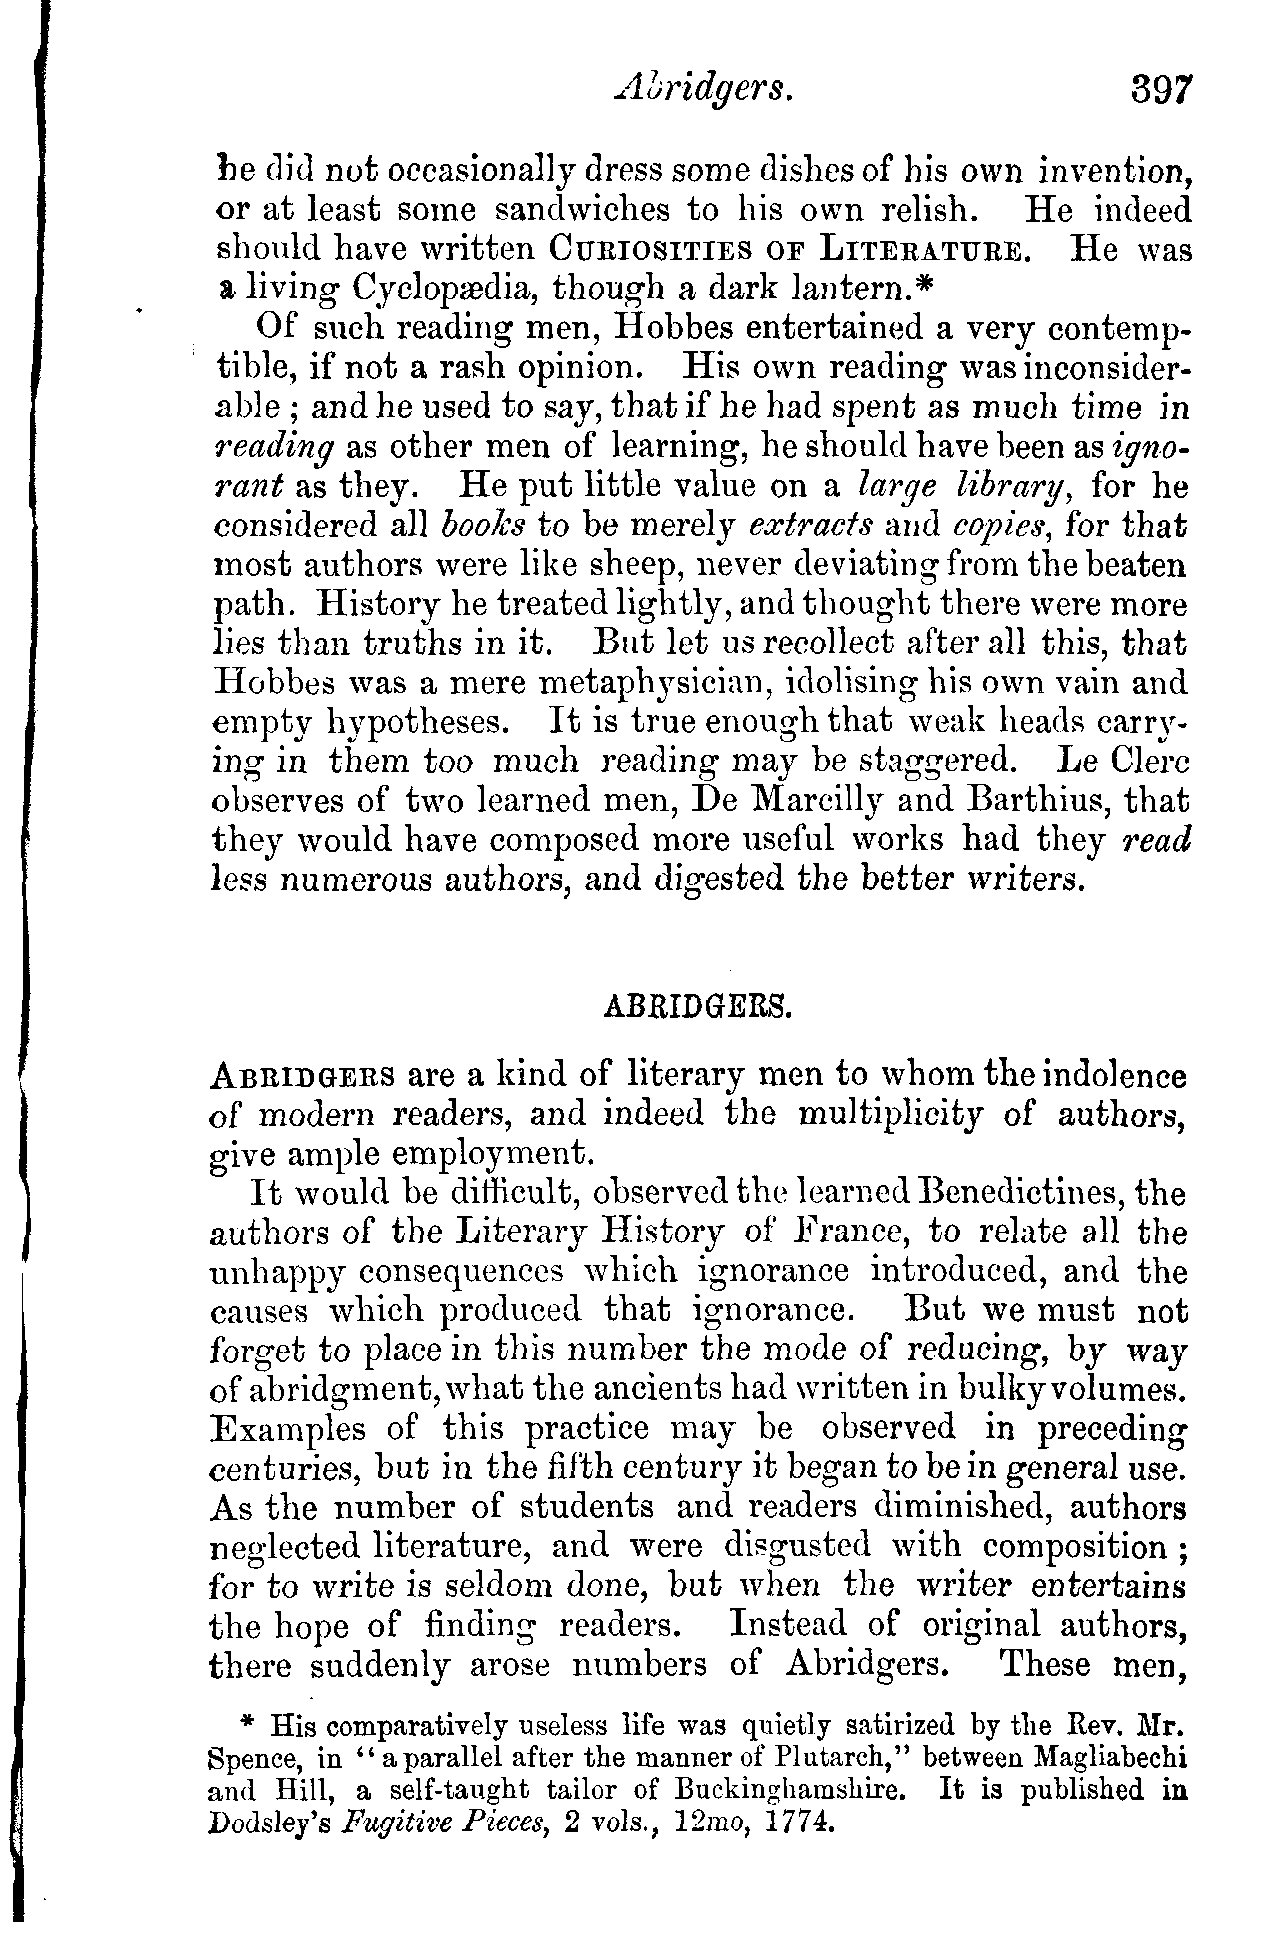 Abridgers. 397
he did not occasionally dress some dishes of his own invention,
or at least some sandwiches to his own relish. He indeed
should have written CURIOSITIES OF LITERATURE. He was
a living Cyclopædia, though a dark lantern.*
Of such reading men, Hobbes entertained a very contemp-
tible, if not a rash opinion. His own reading was inconsider-
able ; and he used to say, that if he had spent as much time in
reading as other men of learning, he should have been as igno-
rant as they. He put little value on a large library, for he
considered all books to be merely extracts and copies, for that
most authors were like sheep, never deviating from the beaten
path. History he treated lightly, and thought there were more
lies than truths in it. But let us recollect after all this, that
Hobbes was a mere metaphysician, idolising his own vain and
empty hypotheses. It is true enough that weak heads carry-
ing in them too much reading may be staggered. Le Clerc
observes of two learned men, De Marcilly and Barthius, that
they would have composed more useful works had they read
less numerous authors, and digested the better writers.
ABRIDGERS.
ABRIDGERS are a kind of literary men to whom the indolence
of modern readers, and indeed the multiplicity of authors,
give ample employment.
It would be difficult, observed the learned Benedictines, the
authors of the Literary History of France, to relate all the
unhappy consequences which ignorance introduced, and the
causes which produced that ignorance. But we must not
forget to place in this number the mode of reducing, by way
of abridgment, what the ancients had written in bulky volumes.
Examples of this practice may be observed in preceding
centuries, but in the fifth century it began to be in general use.
As the number of students and readers diminished, authors
neglected literature, and were disgusted with composition ;
for to write is seldom done, but when the writer entertains
the hope of finding readers. Instead of original authors,
there suddenly arose numbers of Abridgers. These men,
* His comparatively useless life was quietly satirized by the Rev. Mr.
Spence, in "a parallel after the manner of Plutarch," between Magliabechi
and Hill, a self-taught tailor of Buckinghamshire. It is published in
Dodsley's Fugitive Pieces, 2 vols., 12mo, 1774.